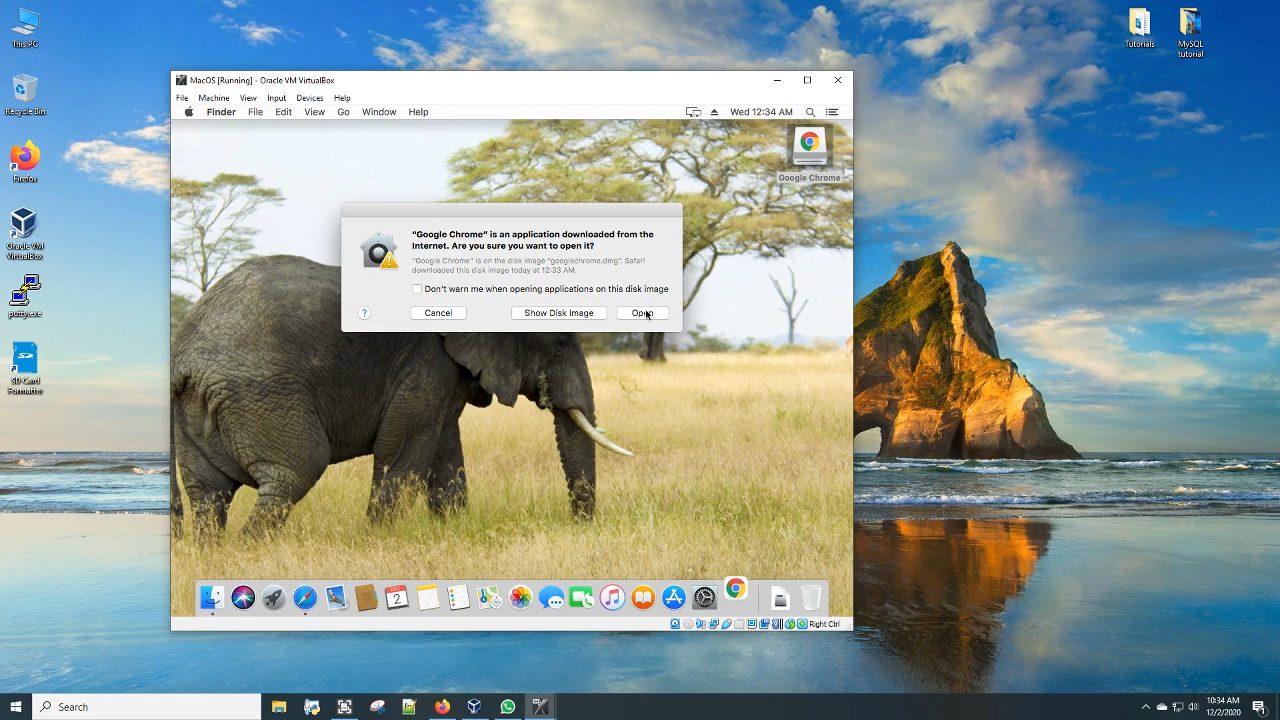 This PC
Recycle Bin
Firefox
Oracle VM
VirtualBox
putty.exe
SD Card
Formatter
Tutorials
MySQL
tutorial
MacOS [Running] - Oracle VM VirtualBox
File Machine View Input Devices Help
Finder File Edit View Go Window Help
Wed 12:34 AM
Google Chrome
“Google Chrome” is an application downloaded from the
Internet. Are you sure you want to open it?
“Google Chrome” is on the disk image “googlechrome.dmg”. Safari
downloaded this disk image today at 12:33 AM.
Don’t warn me when opening applications on this disk image
?
Cancel
Show Disk Image
Open
DEC
2
Right Ctrl
Search
10:34 AM
12/2/2020